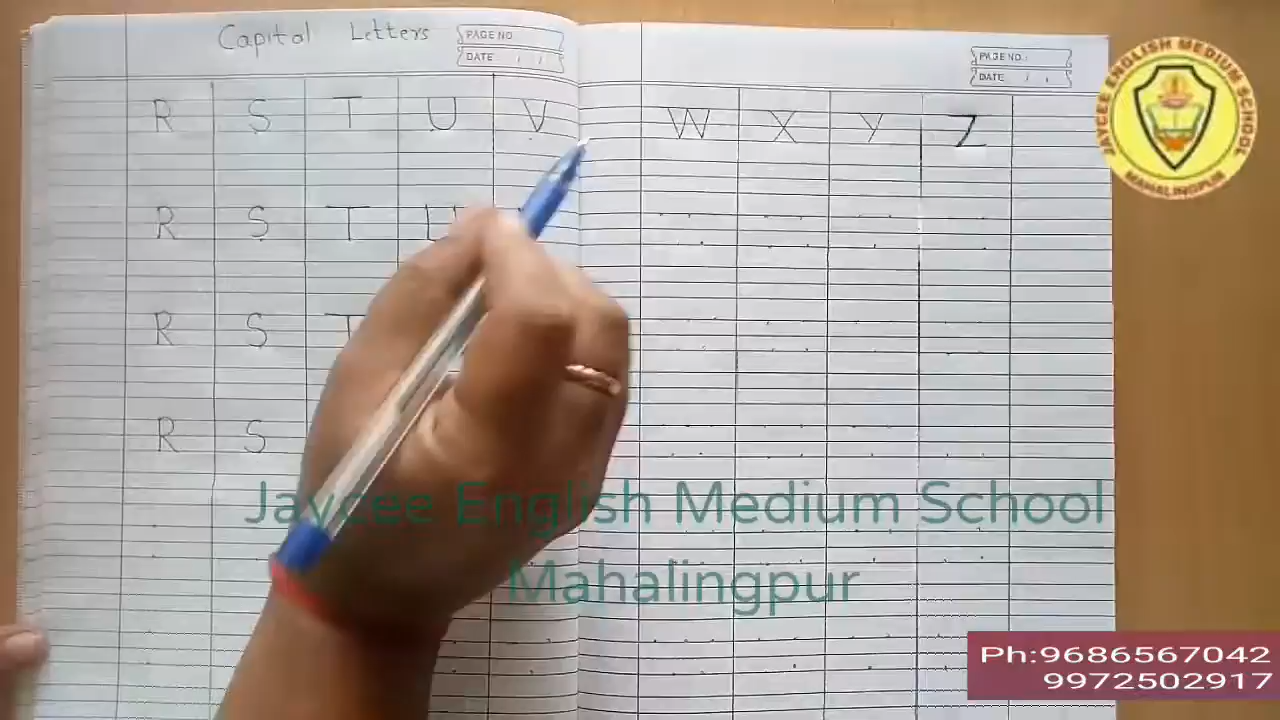 Capital Letters
PAGE NO
DATE / /
PAGE NO.:
DATE / /
R S T U V W X Y Z
R S T U
R S T
R S
JAYCEE ENGLISH MEDIUM SCHOOL
MAHALINGPUR
Jaycee English Medium School
Mahalingpur
Ph:9686567042
9972502917